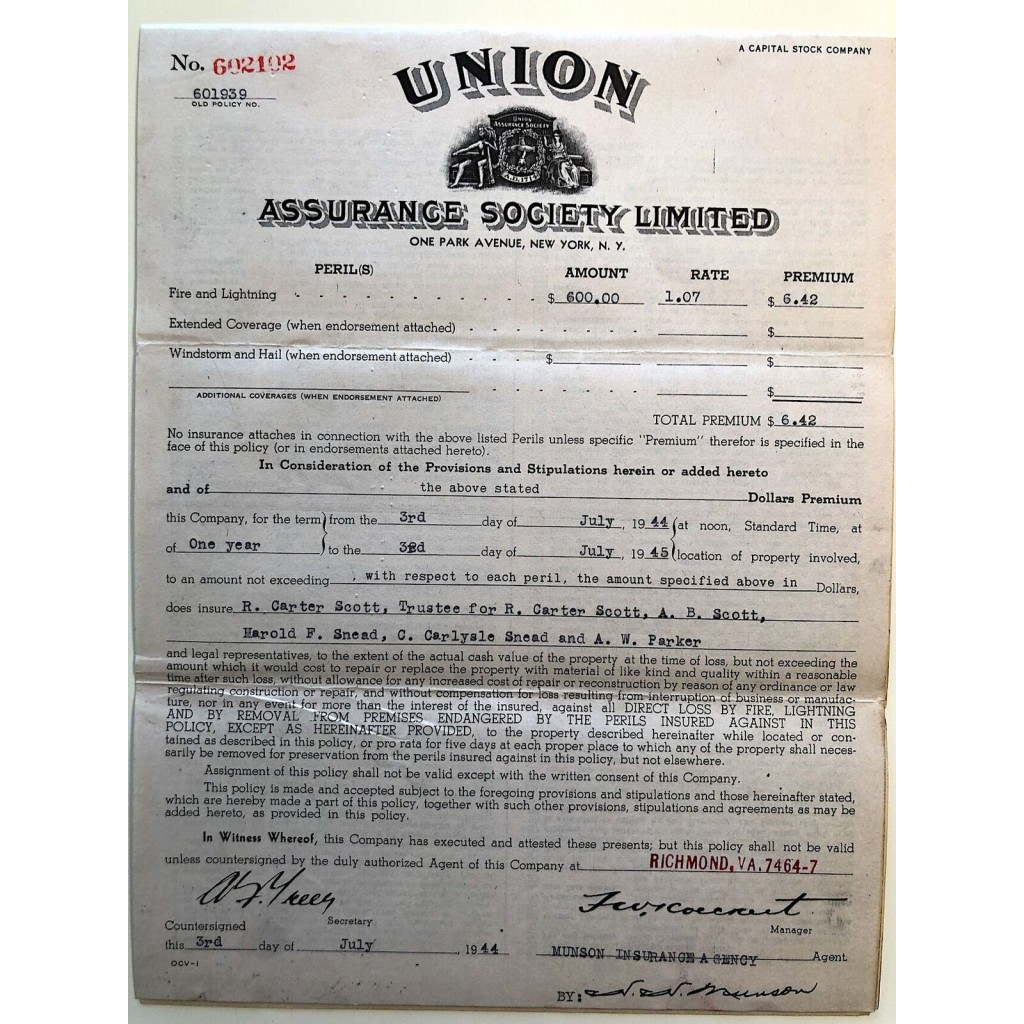 A CAPITAL STOCK COMPANY
No. 602102
601939
OLD POLICY NO.
UNION
UNION
ASSURANCE SOCIETY
A.D. 1714
ASSURANCE SOCIETY LIMITED
ONE PARK AVENUE, NEW YORK, N. Y.
PERIL(S) AMOUNT RATE PREMIUM
Fire and Lightning $ 600.00 1.07 $ 6.42
Extended Coverage (when endorsement attached) $
Windstorm and Hail (when endorsement attached) $ $
$
ADDITIONAL COVERAGES (WHEN ENDORSEMENT ATTACHED)
TOTAL PREMIUM $ 6.42
No insurance attaches in connection with the above listed Perils unless specific "Premium" therefor is specified in the
face of this policy (or in endorsements attached hereto).
In Consideration of the Provisions and Stipulations herein or added hereto
and of the above stated Dollars Premium
this Company, for the term from the 3rd day of July, 1944 at noon, Standard Time, at
of One year to the 3rd day of July, 1945 location of property involved,
to an amount not exceeding, with respect to each peril, the amount specified above in Dollars,
does insure R. Carter Scott, Trustee for R. Carter Scott, A. B. Scott,
Harold F. Snead, C. Carlysle Snead and A. W. Parker
and legal representatives, to the extent of the actual cash value of the property at the time of loss, but not exceeding the
amount which it would cost to repair or replace the property with material of like kind and quality within a reasonable
time after such loss, without allowance for any increased cost of repair or reconstruction by reason of any ordinance or law
regulating construction or repair, and without compensation for loss resulting from interruption of business or manufac-
ture, nor in any event for more than the interest of the insured, against all DIRECT LOSS BY FIRE, LIGHTNING
AND BY REMOVAL FROM PREMISES ENDANGERED BY THE PERILS INSURED AGAINST IN THIS
POLICY, EXCEPT AS HEREINAFTER PROVIDED, to the property described hereinafter while located or con-
tained as described in this policy, or pro rata for five days at each proper place to which any of the property shall neces-
sarily be removed for preservation from the perils insured against in this policy, but not elsewhere.
Assignment of this policy shall not be valid except with the written consent of this Company.
This policy is made and accepted subject to the foregoing provisions and stipulations and those hereinafter stated,
which are hereby made a part of this policy, together with such other provisions, stipulations and agreements as may be
added hereto, as provided in this policy.
In Witness Whereof, this Company has executed and attested these presents; but this policy shall not be valid
unless countersigned by the duly authorized Agent of this Company at RICHMOND, VA. 7464-7
Secretary
Manager
Countersigned
this 3rd day of July, 1944
MUNSON INSURANCE AGENCY Agent
OCV-1
BY: Munson